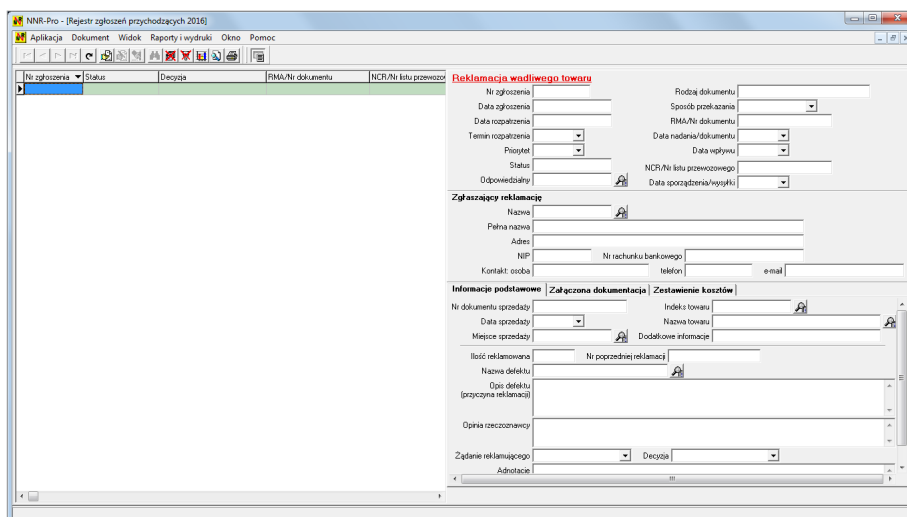 NNR-Pro - [Rejestr zgłoszeń przychodzących 2016]
Aplikacja Dokument Widok Raporty i wydruki Okno Pomoc
Nr zgłoszenia Status Decyzja RMA/Nr dokumentu NCR/Nr listu przewozo
Reklamacja wadliwego towaru
Nr zgłoszenia Rodzaj dokumentu
Data zgłoszenia Sposób przekazania
Data rozpatrzenia RMA/Nr dokumentu
Termin rozpatrzenia Data nadania/dokumentu
Priorytet Data wpływu
Status NCR/Nr listu przewozowego
Odpowiedzialny Data sporządzenia/wysyłki
Zgłaszający reklamację
Nazwa
Pełna nazwa
Adres
NIP Nr rachunku bankowego
Kontakt: osoba telefon e-mail
Informacje podstawowe Załączona dokumentacja Zestawienie kosztów
Nr dokumentu sprzedaży Indeks towaru
Data sprzedaży Nazwa towaru
Miejsce sprzedaży Dodatkowe informacje
Ilość reklamowana Nr poprzedniej reklamacji
Nazwa defektu
Opis defektu
(przyczyna reklamacji)
Opinia rzeczoznawcy
Żądanie reklamującego Decyzja
Adnotacje